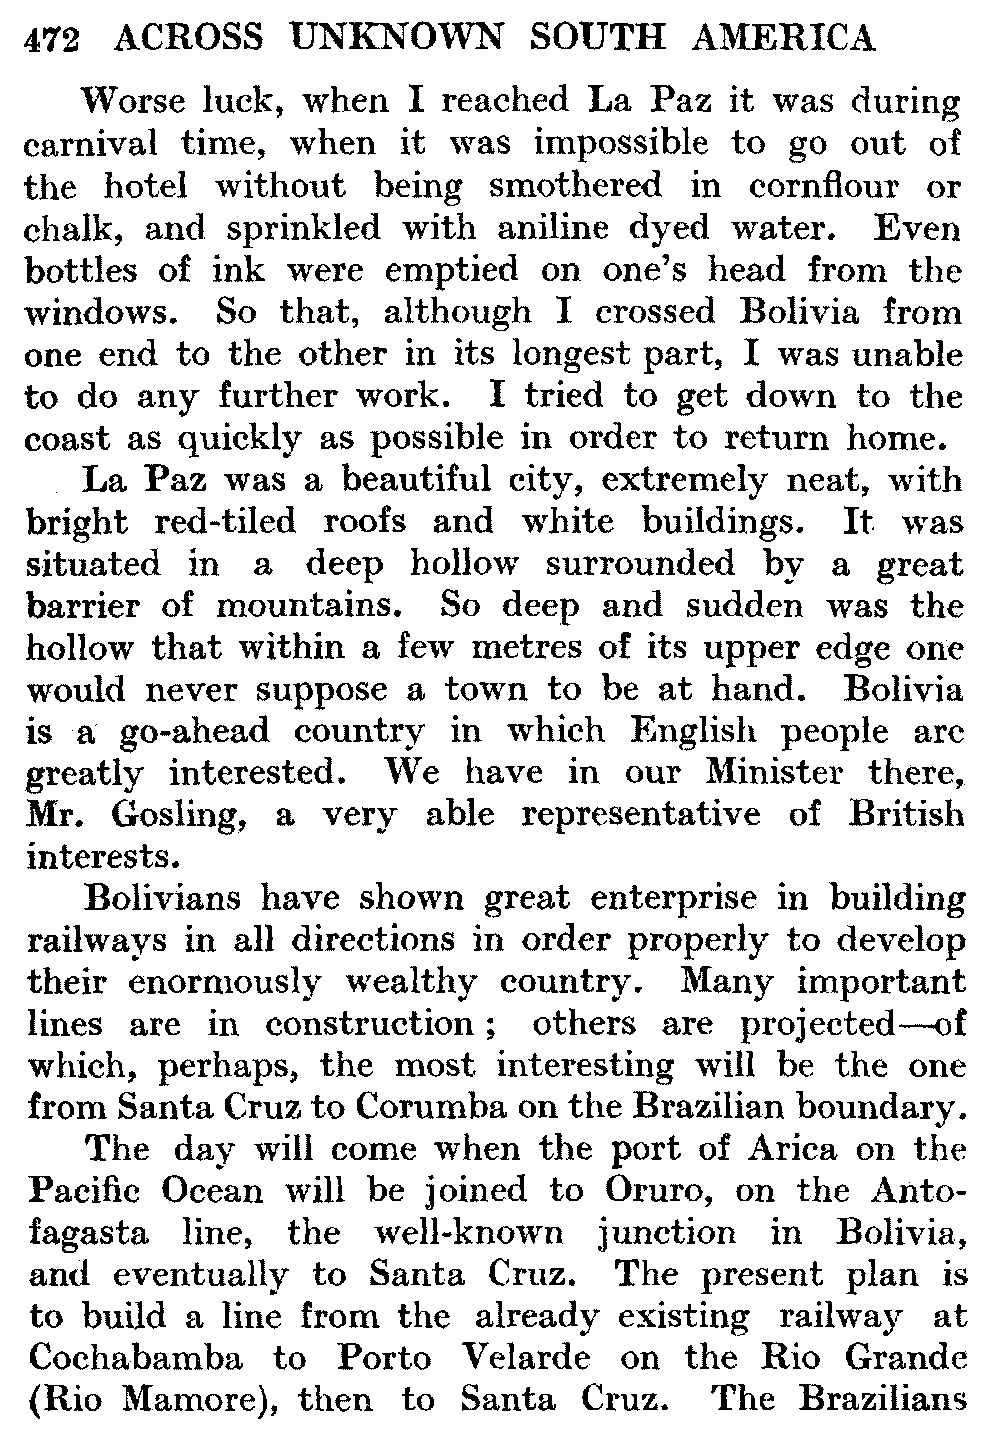 472 ACROSS UNKNOWN SOUTH AMERICA
Worse luck, when I reached La Paz it was during
carnival time, when it was impossible to go out of
the hotel without being smothered in cornflour or
chalk, and sprinkled with aniline dyed water. Even
bottles of ink were emptied on one's head from the
windows. So that, although I crossed Bolivia from
one end to the other in its longest part, I was unable
to do any further work. I tried to get down to the
coast as quickly as possible in order to return home.
La Paz was a beautiful city, extremely neat, with
bright red-tiled roofs and white buildings. It was
situated in a deep hollow surrounded by a great
barrier of mountains. So deep and sudden was the
hollow that within a few metres of its upper edge one
would never suppose a town to be at hand. Bolivia
is a go-ahead country in which English people are
greatly interested. We have in our Minister there,
Mr. Gosling, a very able representative of British
interests.
Bolivians have shown great enterprise in building
railways in all directions in order properly to develop
their enormously wealthy country. Many important
lines are in construction; others are projected—of
which, perhaps, the most interesting will be the one
from Santa Cruz to Corumba on the Brazilian boundary.
The day will come when the port of Arica on the
Pacific Ocean will be joined to Oruro, on the Anto-
fagasta line, the well-known junction in Bolivia,
and eventually to Santa Cruz. The present plan is
to build a line from the already existing railway at
Cochabamba to Porto Velarde on the Rio Grande
(Rio Mamore), then to Santa Cruz. The Brazilians